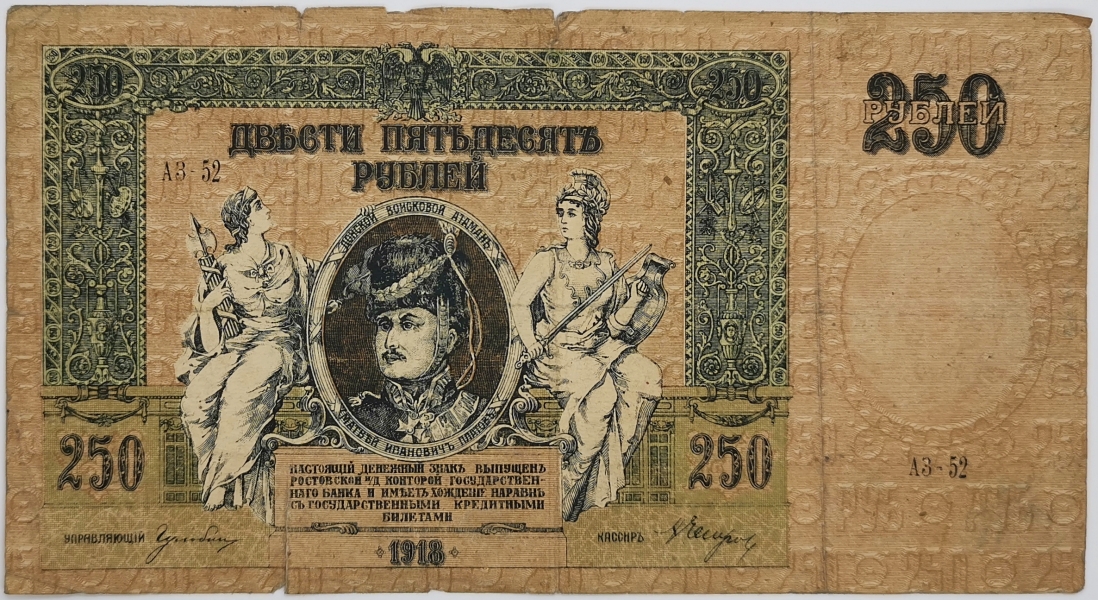 250
250
250
РУБЛЕЙ
ДВѢСТИ ПЯТЬДЕСЯТЪ
РУБЛЕЙ
АЗ - 52
ДОНСКОЙ ВОЙСКОВОЙ АТАМАНЪ
МАТВѢЙ ИВАНОВИЧЪ ПЛАТОВЪ
250
250
АЗ - 52
НАСТОЯЩІЙ ДЕНЕЖНЫЙ ЗНАКЪ ВЫПУЩЕНЪ
РОСТОВСКОЙ Н/Д КОНТОРОЙ ГОСУДАРСТВЕН-
НАГО БАНКА И ИМѢЕТЪ ХОЖДЕНІЕ НАРАВНѢ
СЪ ГОСУДАРСТВЕННЫМИ КРЕДИТНЫМИ
БИЛЕТАМИ
УПРАВЛЯЮЩІЙ
КАССИРЪ
1918